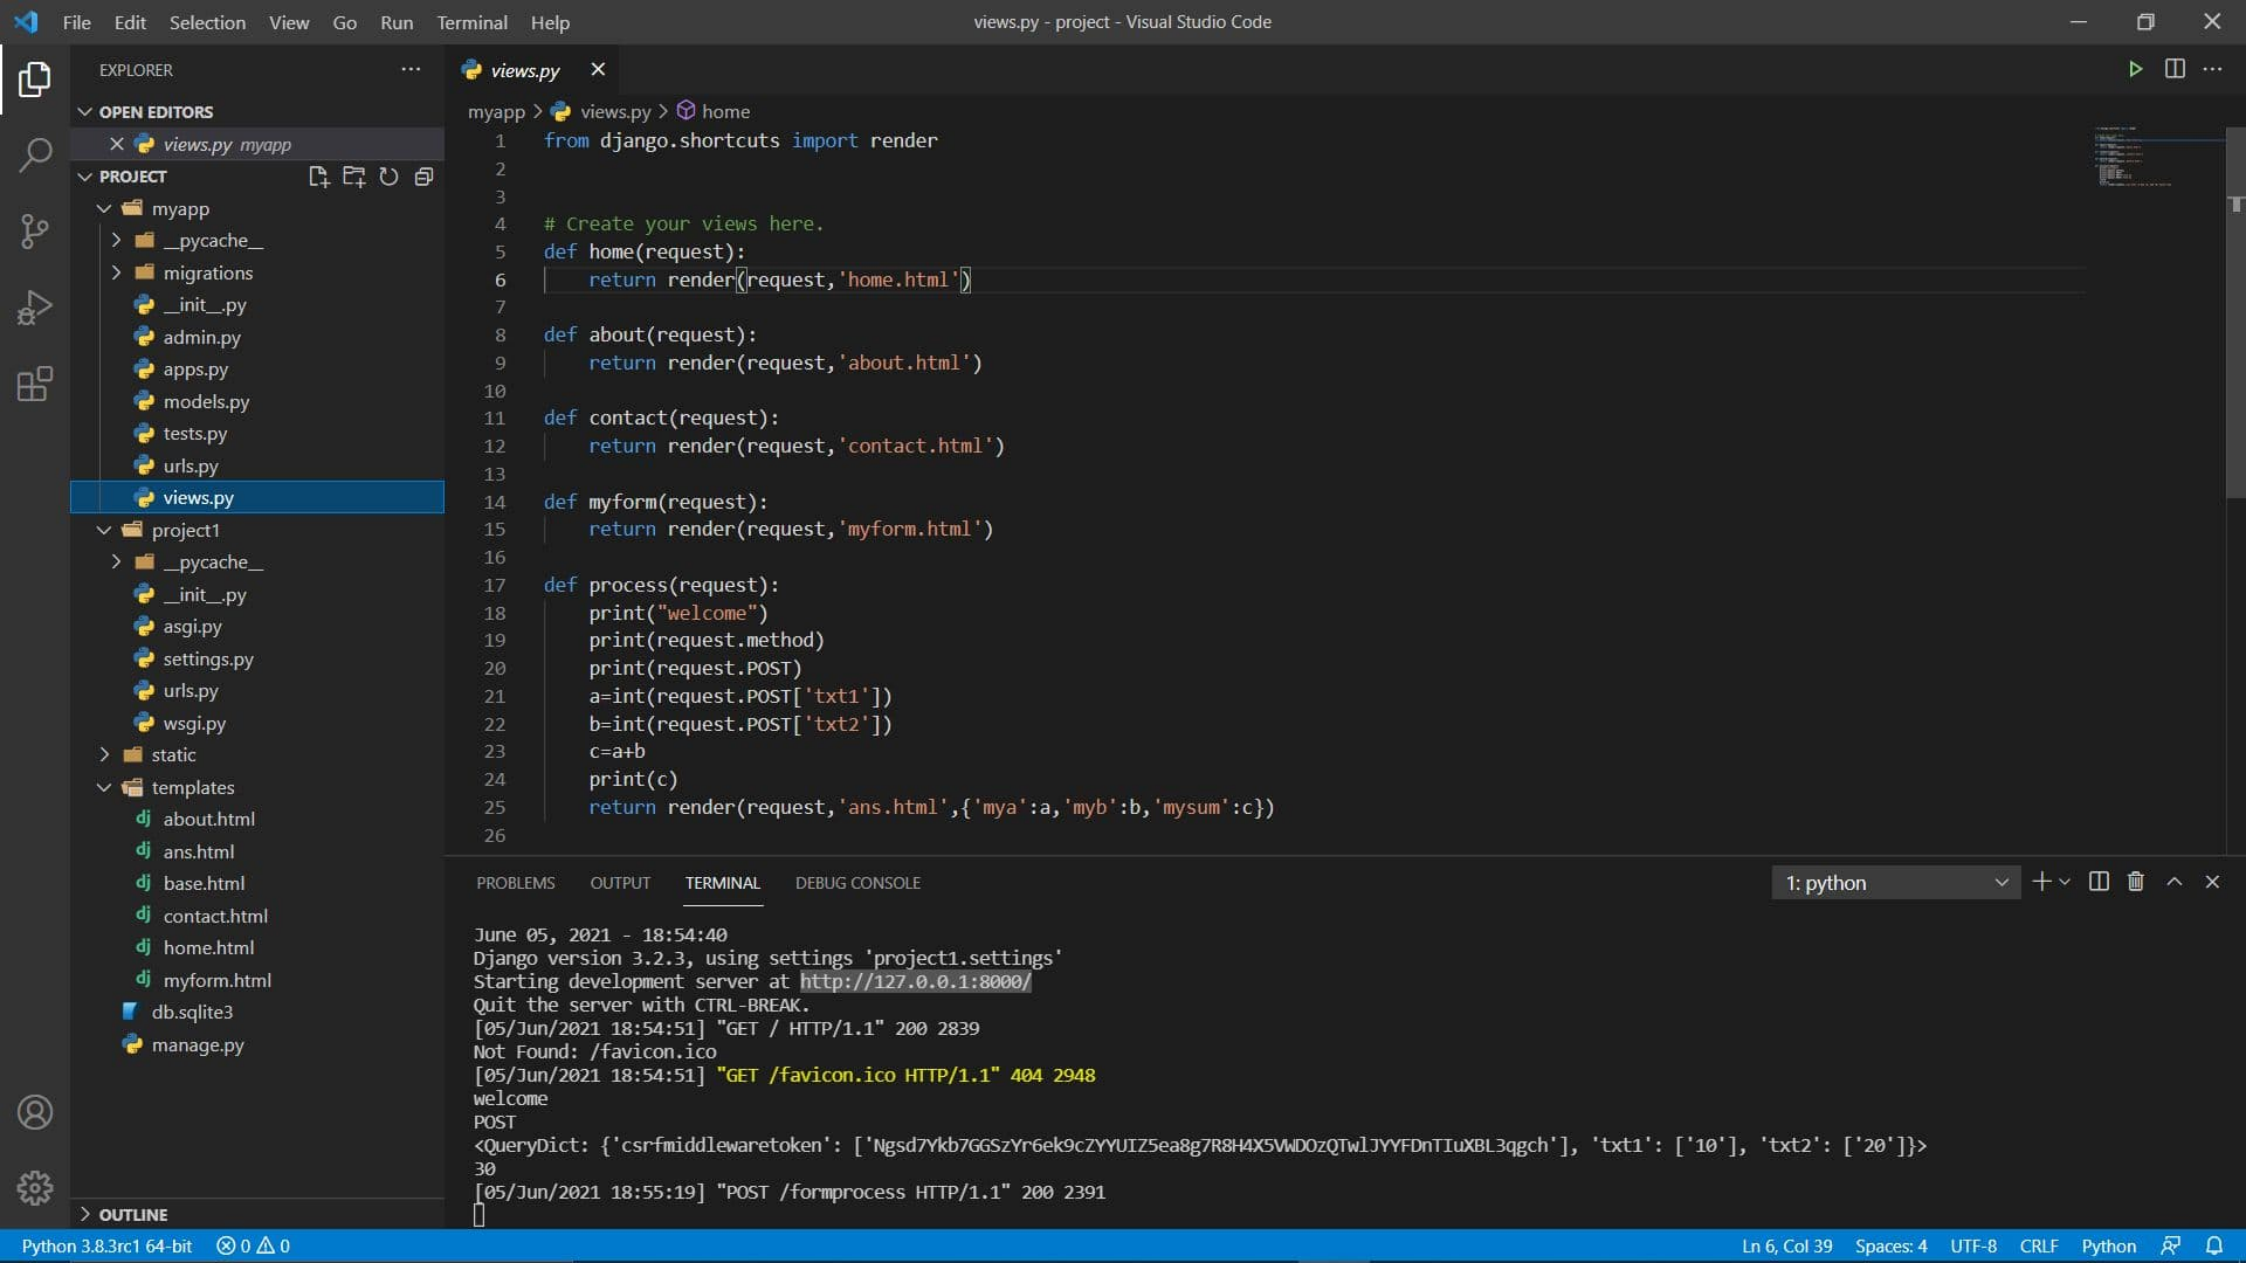 File Edit Selection View Go Run Terminal Help
views.py - project - Visual Studio Code
EXPLORER
OPEN EDITORS
views.py myapp
PROJECT
myapp
__pycache__
migrations
__init__.py
admin.py
apps.py
models.py
tests.py
urls.py
views.py
project1
__pycache__
__init__.py
asgi.py
settings.py
urls.py
wsgi.py
static
templates
about.html
ans.html
base.html
contact.html
home.html
myform.html
db.sqlite3
manage.py
OUTLINE
views.py
myapp > views.py > home
1 from django.shortcuts import render
2
3
4 # Create your views here.
5 def home(request):
6 return render(request,'home.html')
7
8 def about(request):
9 return render(request,'about.html')
10
11 def contact(request):
12 return render(request,'contact.html')
13
14 def myform(request):
15 return render(request,'myform.html')
16
17 def process(request):
18 print("welcome")
19 print(request.method)
20 print(request.POST)
21 a=int(request.POST['txt1'])
22 b=int(request.POST['txt2'])
23 c=a+b
24 print(c)
25 return render(request,'ans.html',{'mya':a,'myb':b,'mysum':c})
26
PROBLEMS OUTPUT TERMINAL DEBUG CONSOLE
1: python
June 05, 2021 - 18:54:40
Django version 3.2.3, using settings 'project1.settings'
Starting development server at http://127.0.0.1:8000/
Quit the server with CTRL-BREAK.
[05/Jun/2021 18:54:51] "GET / HTTP/1.1" 200 2839
Not Found: /favicon.ico
[05/Jun/2021 18:54:51] "GET /favicon.ico HTTP/1.1" 404 2948
welcome
POST
<QueryDict: {'csrfmiddlewaretoken': ['Ngsd7Ykb7GGSzYr6ek9cZYYUIZ5ea8g7R8H4X5VWDOzQTwlJYYFDnTIuXBL3qgch'], 'txt1': ['10'], 'txt2': ['20']}>
30
[05/Jun/2021 18:55:19] "POST /formprocess HTTP/1.1" 200 2391
Python 3.8.3rc1 64-bit 0 0
Ln 6, Col 39 Spaces: 4 UTF-8 CRLF Python